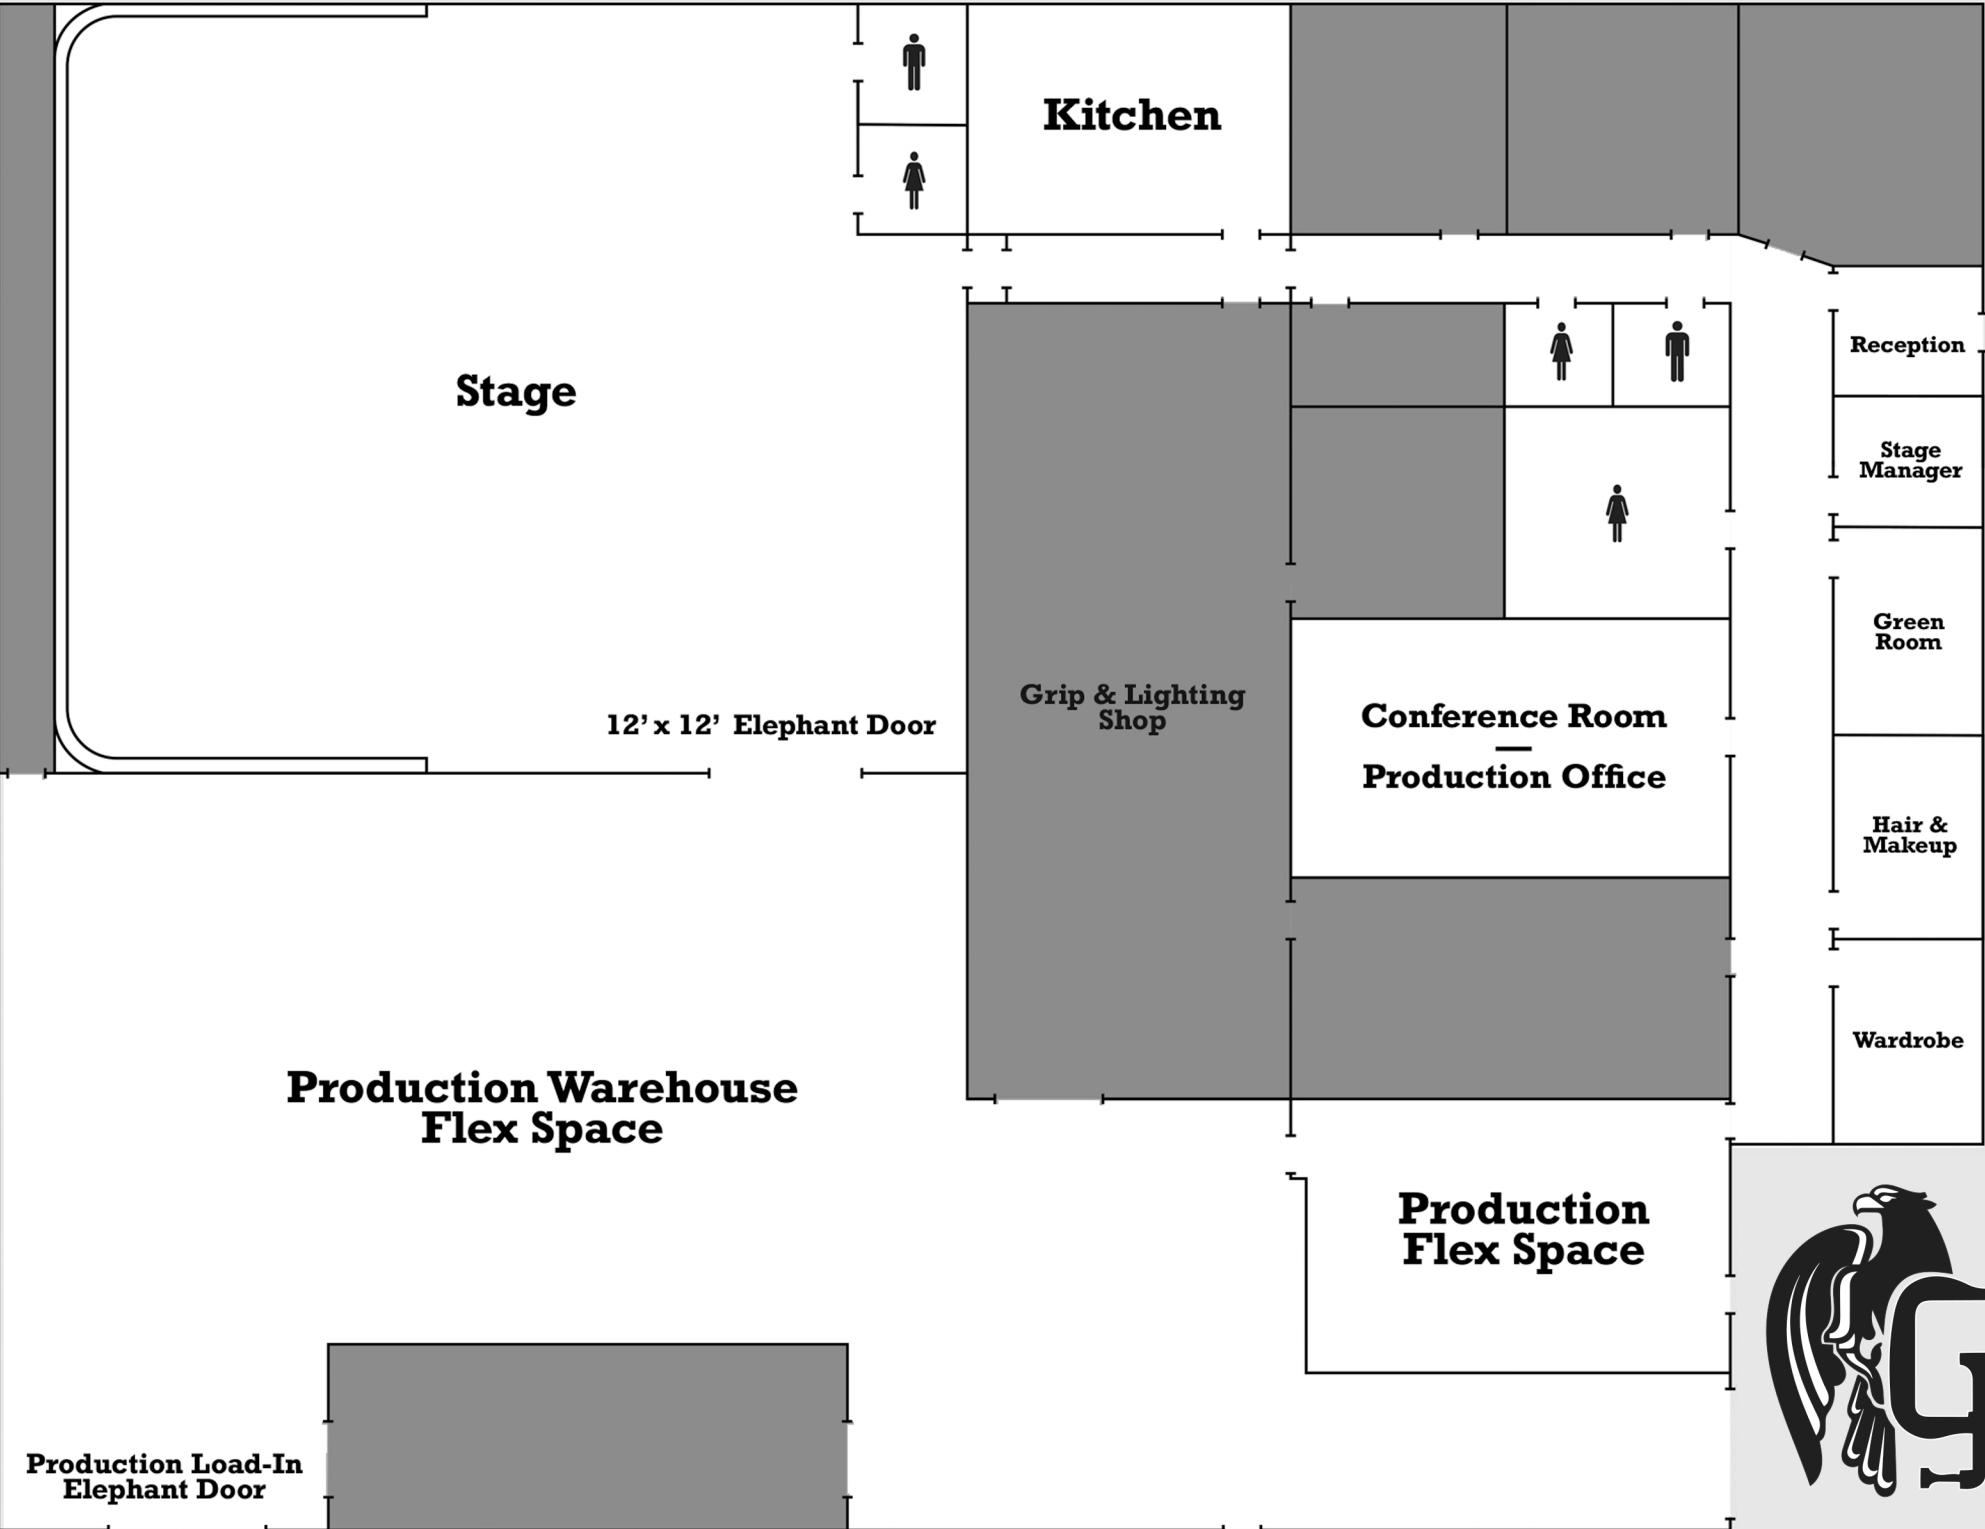 Kitchen
Stage
Reception
Stage
Manager
Green
Room
Grip & Lighting
Shop
12’ x 12’ Elephant Door
Conference Room
—
Production Office
Hair &
Makeup
Wardrobe
Production Warehouse
Flex Space
Production
Flex Space
Production Load-In
Elephant Door
G